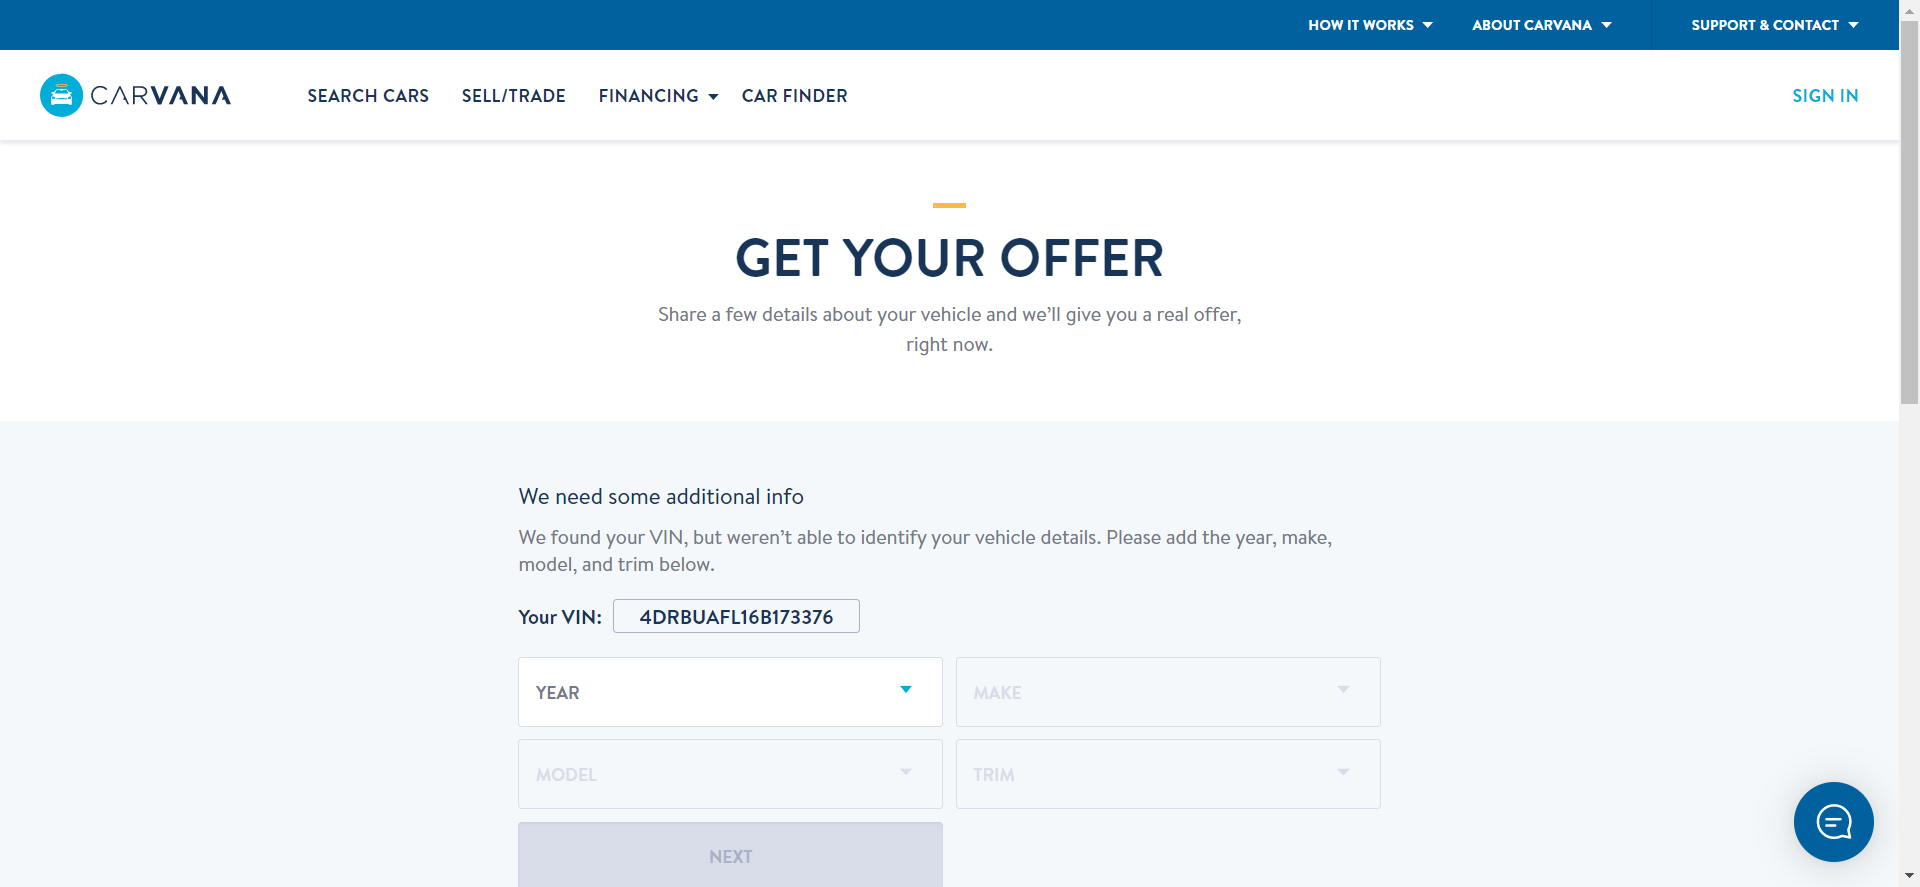 HOW IT WORKS
ABOUT CARVANA
SUPPORT & CONTACT
CARVANA
SEARCH CARS
SELL/TRADE
FINANCING
CAR FINDER
SIGN IN
GET YOUR OFFER
Share a few details about your vehicle and we’ll give you a real offer,
right now.
We need some additional info
We found your VIN, but weren’t able to identify your vehicle details. Please add the year, make,
model, and trim below.
Your VIN: 4DRBUAFL16B173376
YEAR
MAKE
MODEL
TRIM
NEXT